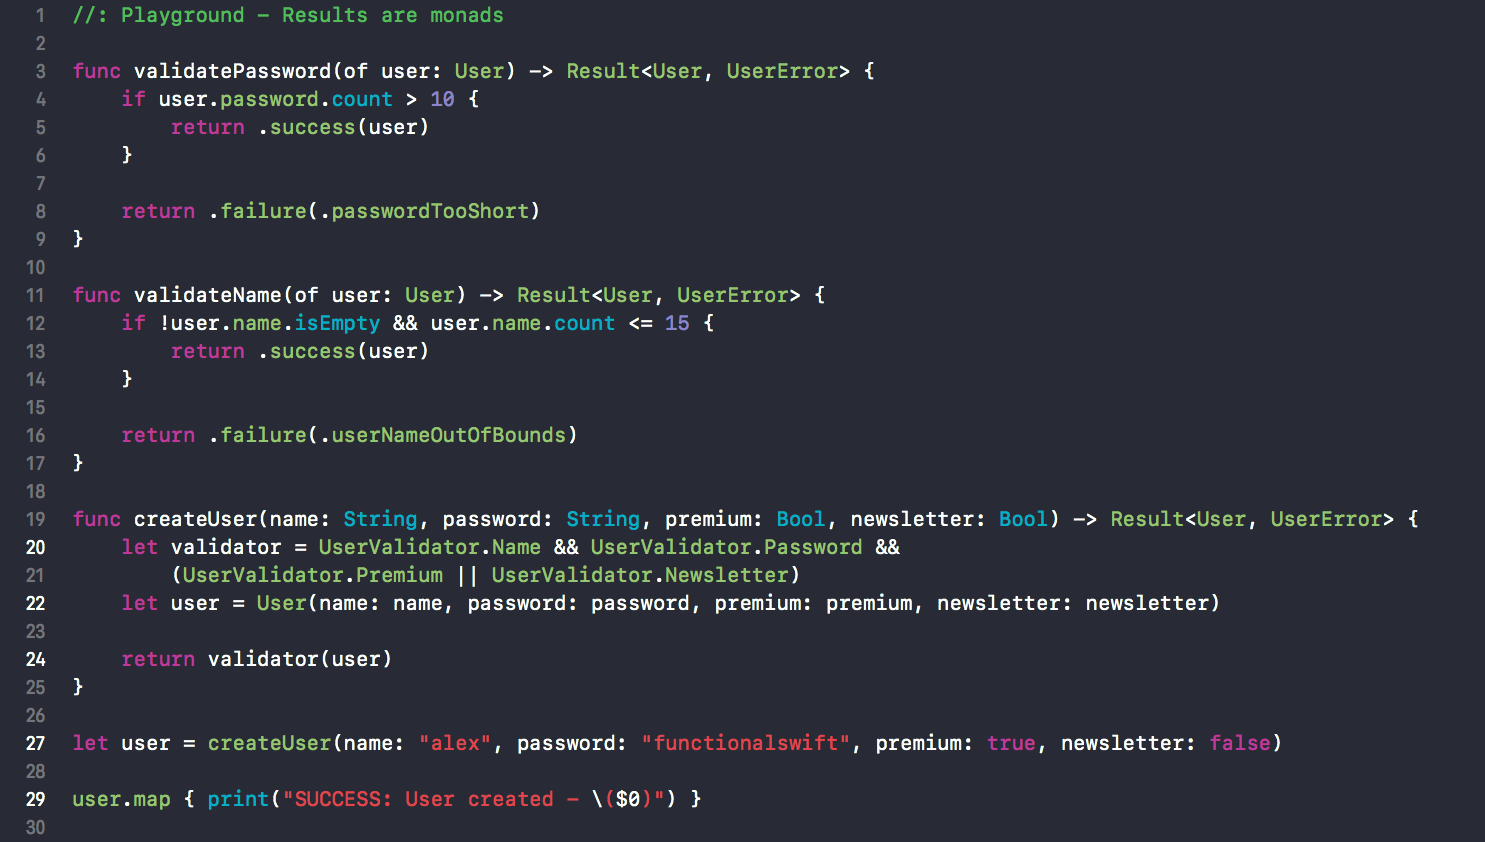 1 //: Playground – Results are monads
2
3 func validatePassword(of user: User) -> Result<User, UserError> {
4     if user.password.count > 10 {
5         return .success(user)
6     }
7
8     return .failure(.passwordTooShort)
9 }
10
11 func validateName(of user: User) -> Result<User, UserError> {
12     if !user.name.isEmpty && user.name.count <= 15 {
13         return .success(user)
14     }
15
16     return .failure(.userNameOutOfBounds)
17 }
18
19 func createUser(name: String, password: String, premium: Bool, newsletter: Bool) -> Result<User, UserError> {
20     let validator = UserValidator.Name && UserValidator.Password &&
21         (UserValidator.Premium || UserValidator.Newsletter)
22     let user = User(name: name, password: password, premium: premium, newsletter: newsletter)
23
24     return validator(user)
25 }
26
27 let user = createUser(name: "alex", password: "functionalswift", premium: true, newsletter: false)
28
29 user.map { print("SUCCESS: User created – \($0)") }
30